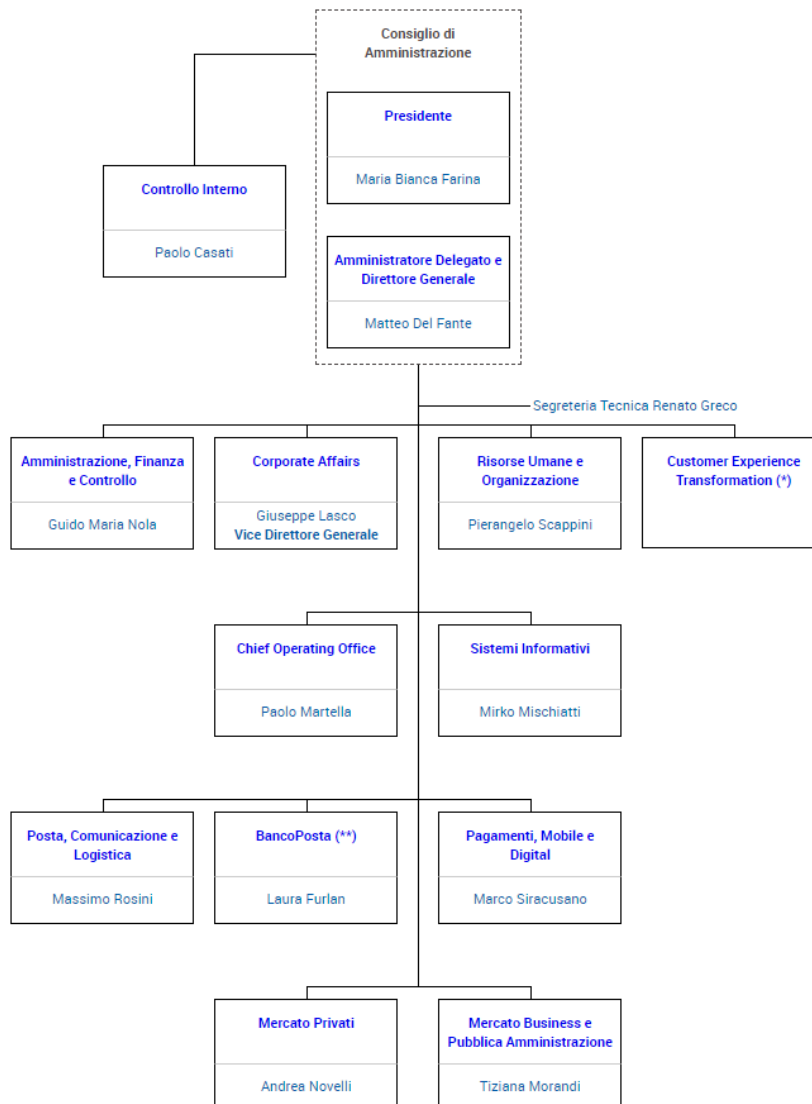 Consiglio di
Amministrazione
Presidente
Maria Bianca Farina
Controllo Interno
Paolo Casati
Amministratore Delegato e
Direttore Generale
Matteo Del Fante
Segreteria Tecnica Renato Greco
Amministrazione, Finanza
e Controllo
Guido Maria Nola
Corporate Affairs
Giuseppe Lasco
Vice Direttore Generale
Risorse Umane e
Organizzazione
Pierangelo Scappini
Customer Experience
Transformation (*)
Chief Operating Office
Paolo Martella
Sistemi Informativi
Mirko Mischiatti
Posta, Comunicazione e
Logistica
Massimo Rosini
BancoPosta (**)
Laura Furlan
Pagamenti, Mobile e
Digital
Marco Siracusano
Mercato Privati
Andrea Novelli
Mercato Business e
Pubblica Amministrazione
Tiziana Morandi